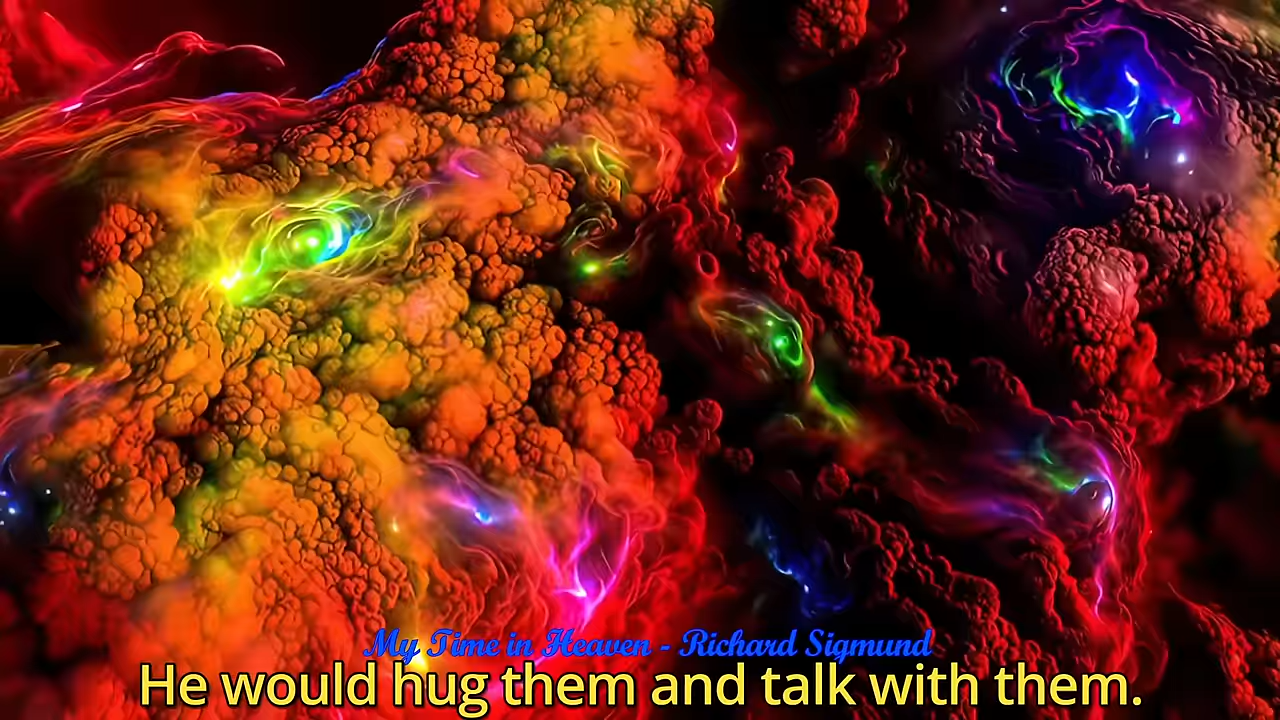 My Time in Heaven - Richard Sigmund
He would hug them and talk with them.